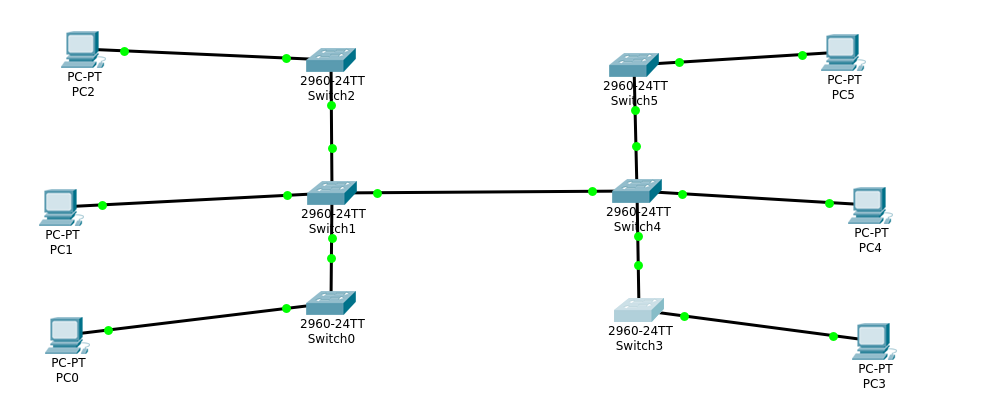 PC-PT
PC2
2960-24TT
Switch2
2960-24TT
Switch5
PC-PT
PC5
PC-PT
PC1
2960-24TT
Switch1
2960-24TT
Switch4
PC-PT
PC4
PC-PT
PC0
2960-24TT
Switch0
2960-24TT
Switch3
PC-PT
PC3